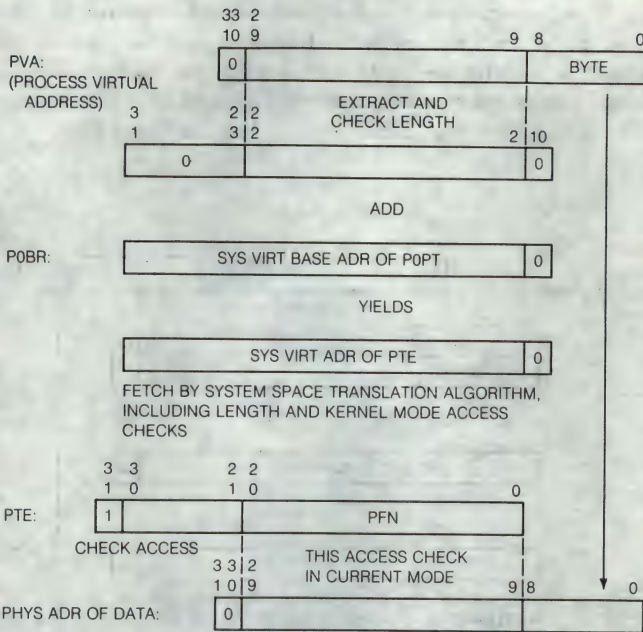 33 2
10 9 9 8 0
PVA: 0 BYTE
(PROCESS VIRTUAL
ADDRESS)
EXTRACT AND
CHECK LENGTH
3 2 2
1 3 2 2 10
0 0
ADD
P0BR: SYS VIRT BASE ADR OF P0PT 0
YIELDS
SYS VIRT ADR OF PTE 0
FETCH BY SYSTEM SPACE TRANSLATION ALGORITHM,
INCLUDING LENGTH AND KERNEL MODE ACCESS
CHECKS
3 3 2 2
1 0 1 0 0
PTE: 1 PFN
CHECK ACCESS
THIS ACCESS CHECK
IN CURRENT MODE
3 3 2
1 0 9 9 8 0
PHYS ADR OF DATA: 0